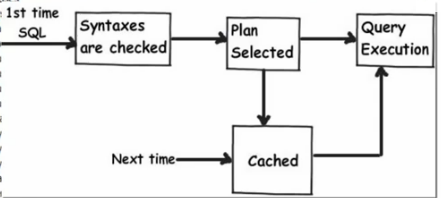 1st time
SQL
Syntaxes
are checked
Plan
Selected
Query
Execution
Next time
Cached